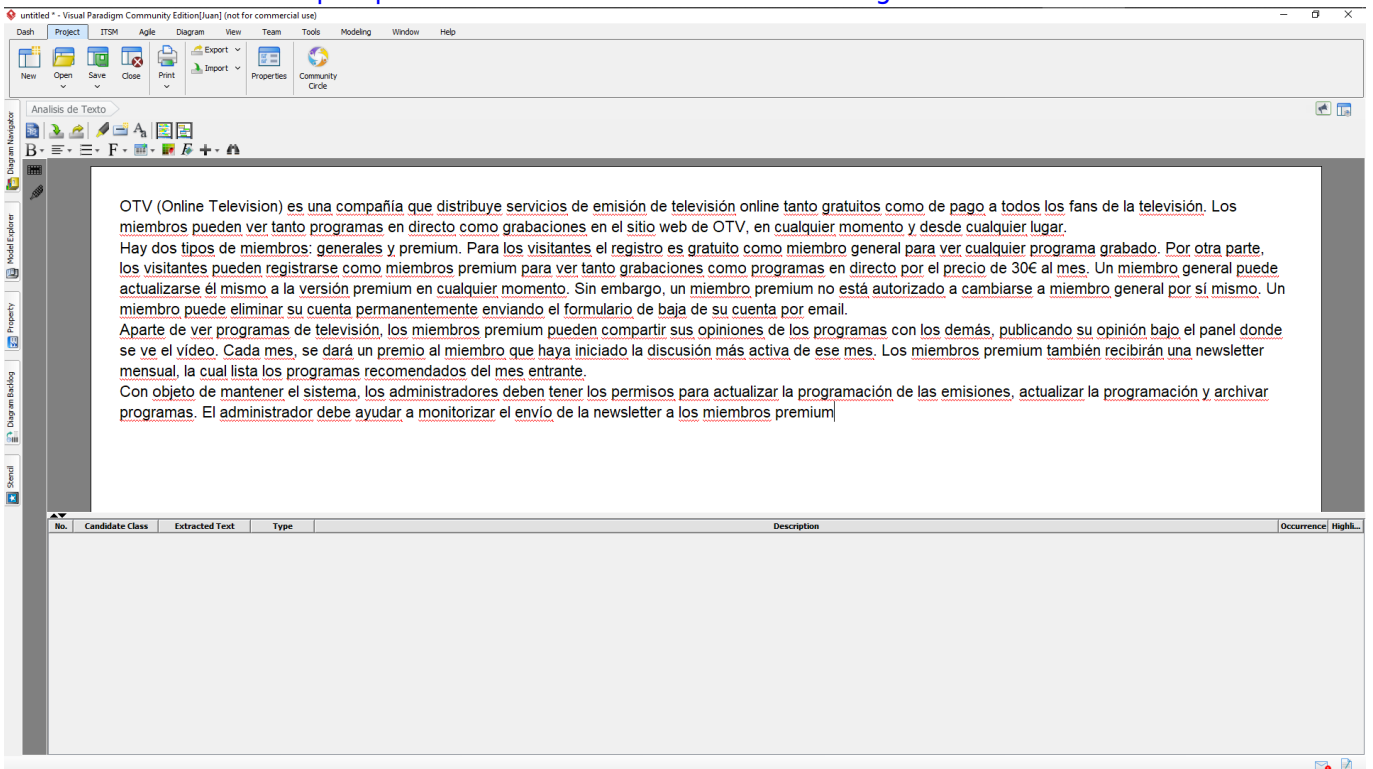 untitled * - Visual Paradigm Community Edition[Juan] (not for commercial use)
Dash Project ITSM Agile Diagram View Team Tools Modeling Window Help
New Open Save Close Print Export Import Properties Community Circle
Analisis de Texto
Diagram Navigator
Model Explorer
Property
Diagram Backlog
Stencil
OTV (Online Television) es una compañía que distribuye servicios de emisión de televisión online tanto gratuitos como de pago a todos los fans de la televisión. Los
miembros pueden ver tanto programas en directo como grabaciones en el sitio web de OTV, en cualquier momento y desde cualquier lugar.
Hay dos tipos de miembros: generales y premium. Para los visitantes el registro es gratuito como miembro general para ver cualquier programa grabado. Por otra parte,
los visitantes pueden registrarse como miembros premium para ver tanto grabaciones como programas en directo por el precio de 30€ al mes. Un miembro general puede
actualizarse él mismo a la versión premium en cualquier momento. Sin embargo, un miembro premium no está autorizado a cambiarse a miembro general por sí mismo. Un
miembro puede eliminar su cuenta permanentemente enviando el formulario de baja de su cuenta por email.
Aparte de ver programas de televisión, los miembros premium pueden compartir sus opiniones de los programas con los demás, publicando su opinión bajo el panel donde
se ve el vídeo. Cada mes, se dará un premio al miembro que haya iniciado la discusión más activa de ese mes. Los miembros premium también recibirán una newsletter
mensual, la cual lista los programas recomendados del mes entrante.
Con objeto de mantener el sistema, los administradores deben tener los permisos para actualizar la programación de las emisiones, actualizar la programación y archivar
programas. El administrador debe ayudar a monitorizar el envío de la newsletter a los miembros premium
No. Candidate Class Extracted Text Type Description Occurrence Highli...